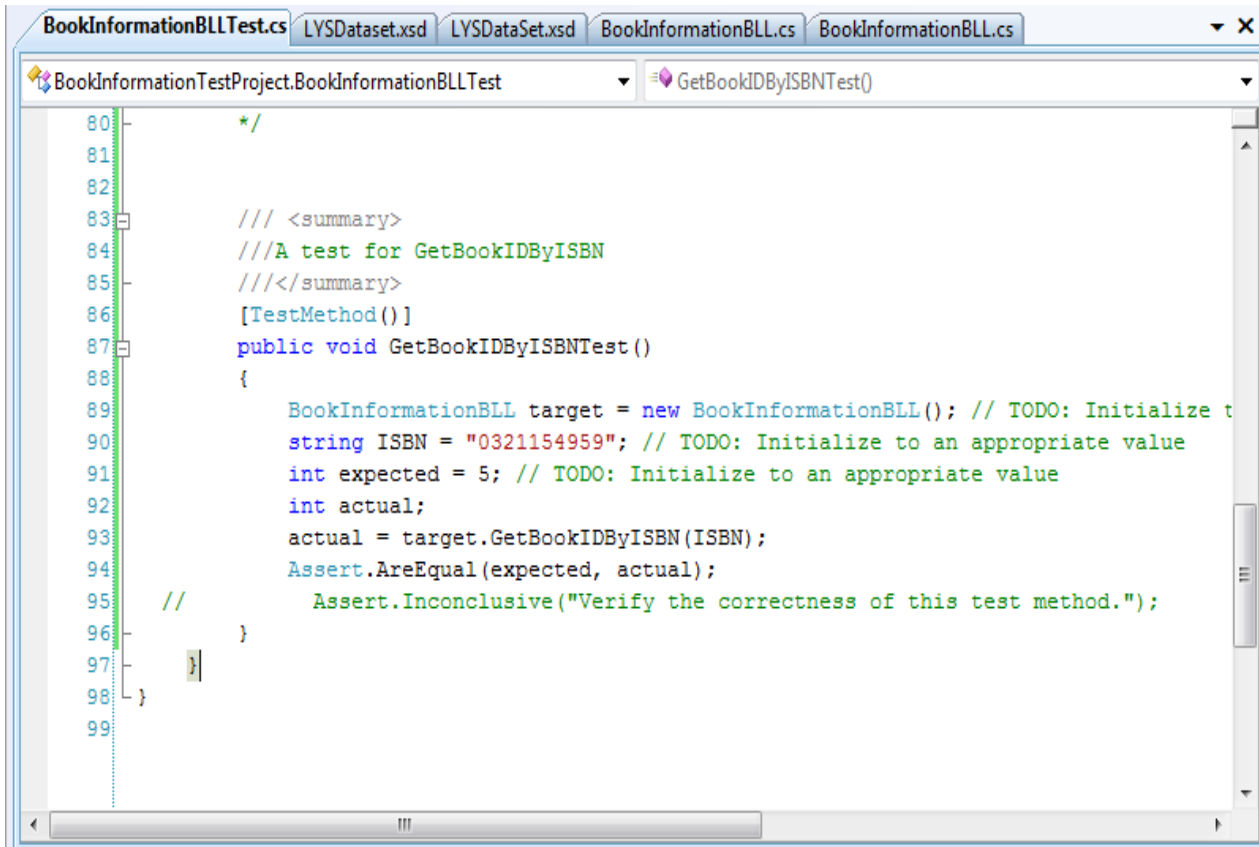 BookInformationBLLTest.cs LYSDataset.xsd LYSDataSet.xsd BookInformationBLL.cs BookInformationBLL.cs
BookInformationTestProject.BookInformationBLLTest GetBookIDByISBNTest()
80 */
81
82
83 /// <summary>
84 ///A test for GetBookIDByISBN
85 ///</summary>
86 [TestMethod()]
87 public void GetBookIDByISBNTest()
88 {
89 BookInformationBLL target = new BookInformationBLL(); // TODO: Initialize t
90 string ISBN = "0321154959"; // TODO: Initialize to an appropriate value
91 int expected = 5; // TODO: Initialize to an appropriate value
92 int actual;
93 actual = target.GetBookIDByISBN(ISBN);
94 Assert.AreEqual(expected, actual);
95 // Assert.Inconclusive("Verify the correctness of this test method.");
96 }
97 }
98 }
99